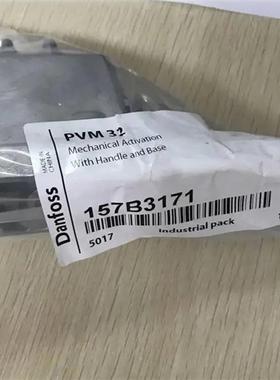 PVM 32
Mechanical Activation
With Handle and Base
MADE IN
CHINA
Danfoss
157B3171
5017
Industrial pack